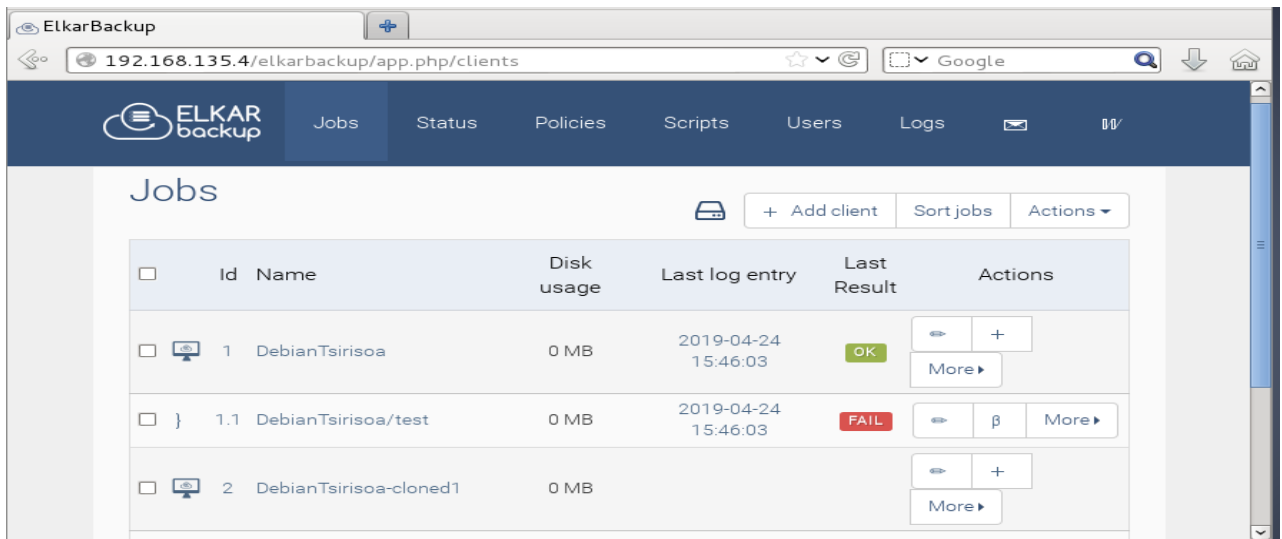 ElkarBackup
192.168.135.4/elkarbackup/app.php/clients
Google
ELKAR
backup
Jobs
Status
Policies
Scripts
Users
Logs
Jobs
+ Add client
Sort jobs
Actions
Id
Name
Disk
usage
Last log entry
Last
Result
Actions
1
DebianTsirisoa
0 MB
2019-04-24
15:46:03
OK
+
More
}
1.1
DebianTsirisoa/test
0 MB
2019-04-24
15:46:03
FAIL
β
More
2
DebianTsirisoa-cloned1
0 MB
+
More